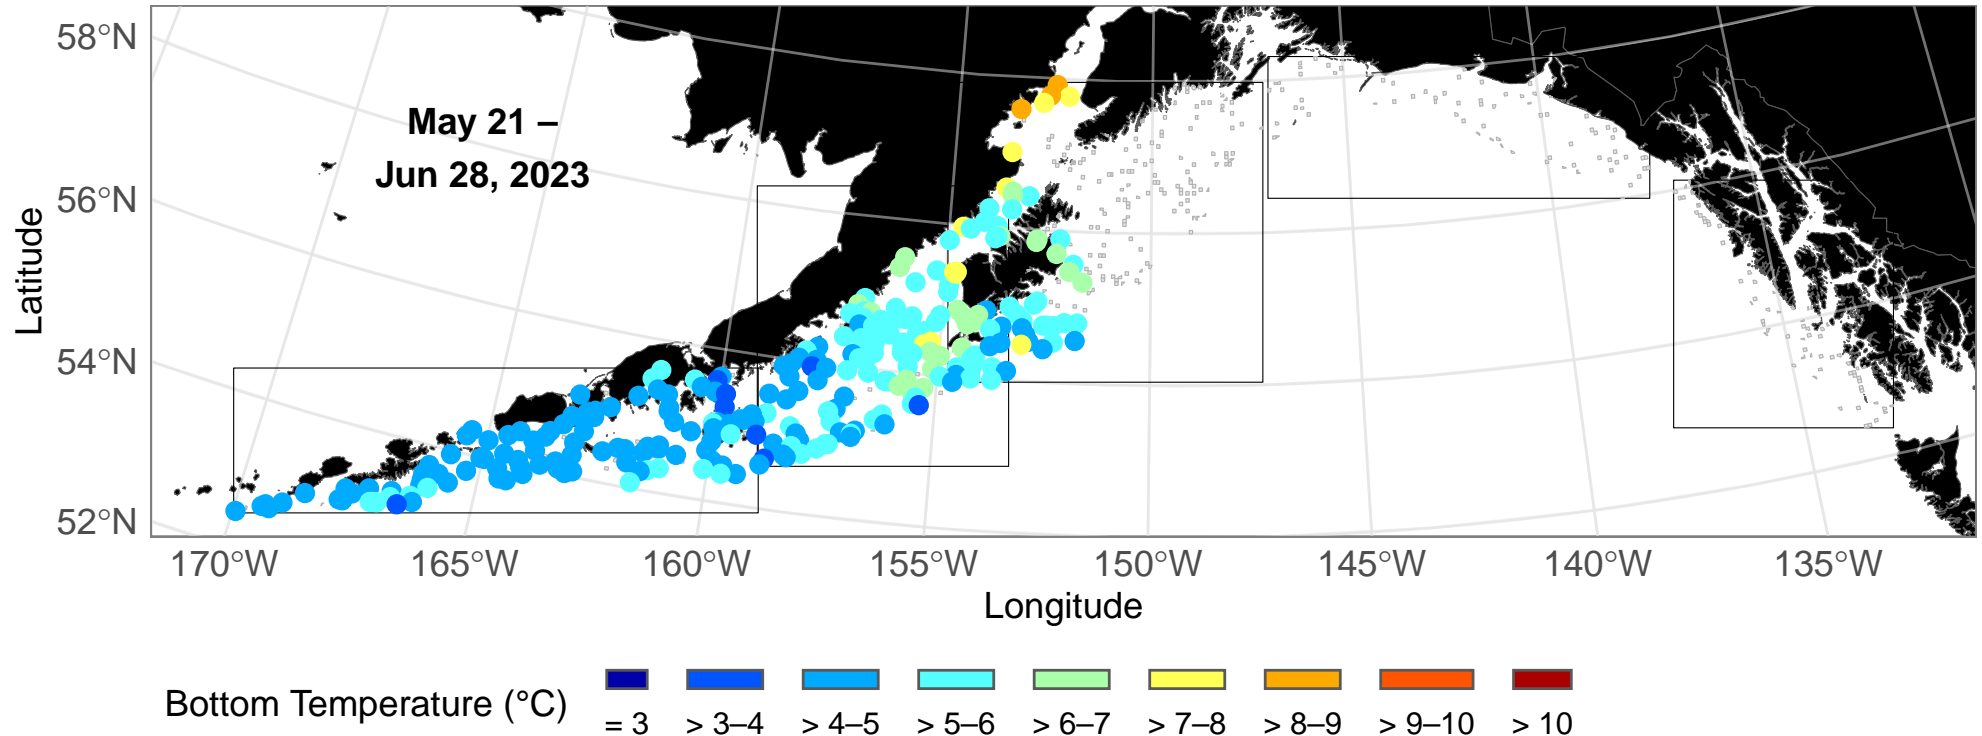 58°N
56°N
54°N
52°N
Latitude
May 21 –
Jun 28, 2023
170°W 165°W 160°W 155°W 150°W 145°W 140°W 135°W
Longitude
Bottom Temperature (°C)
= 3 > 3–4 > 4–5 > 5–6 > 6–7 > 7–8 > 8–9 > 9–10 > 10